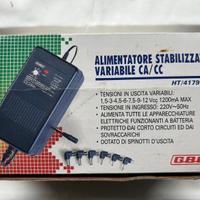 ALIMENTATORE STABILIZZA
VARIABILE CA/CC
HT/4179
• TENSIONI IN USCITA VARIABILI:
1,5-3-4,5-6-7,5-9-12 Vcc 1200mA MAX
• TENSIONE IN INGRESSO: 220V~50Hz
• ALIMENTA TUTTE LE APPARECCHIATURE
ELETTRICHE FUNZIONANTI A BATTERIA
• PROTETTO DAI CORTO CIRCUITI ED DAI
SOVRACCARICHI
• DOTATO DI SPINOTTI D'USCITA
GBC